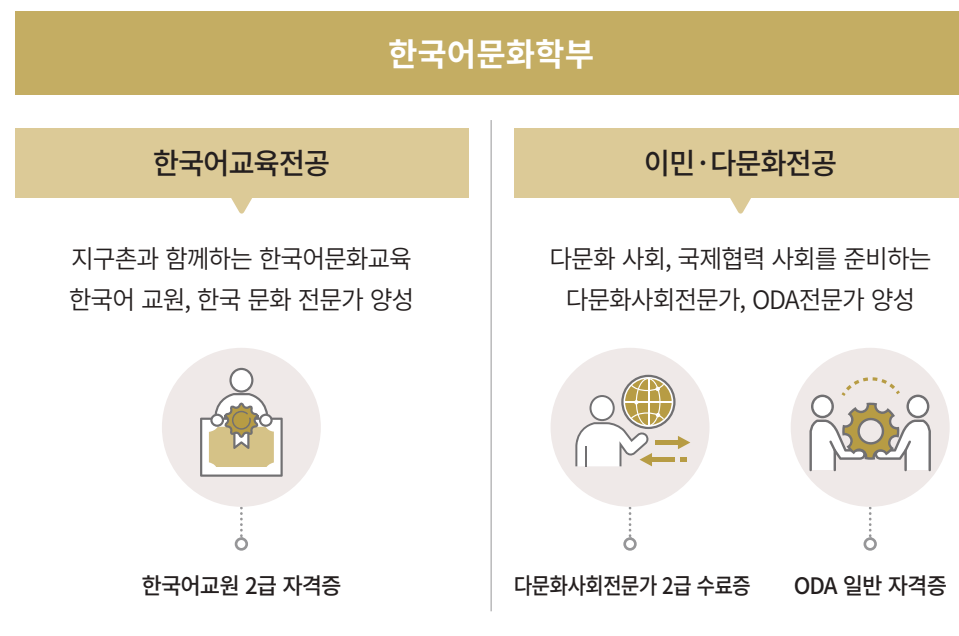 한국어문화학부
한국어교육전공
지구촌과 함께하는 한국어문화교육
한국어 교원, 한국 문화 전문가 양성
한국어교원 2급 자격증
이민·다문화전공
다문화 사회, 국제협력 사회를 준비하는
다문화사회전문가, ODA전문가 양성
다문화사회전문가 2급 수료증
ODA 일반 자격증